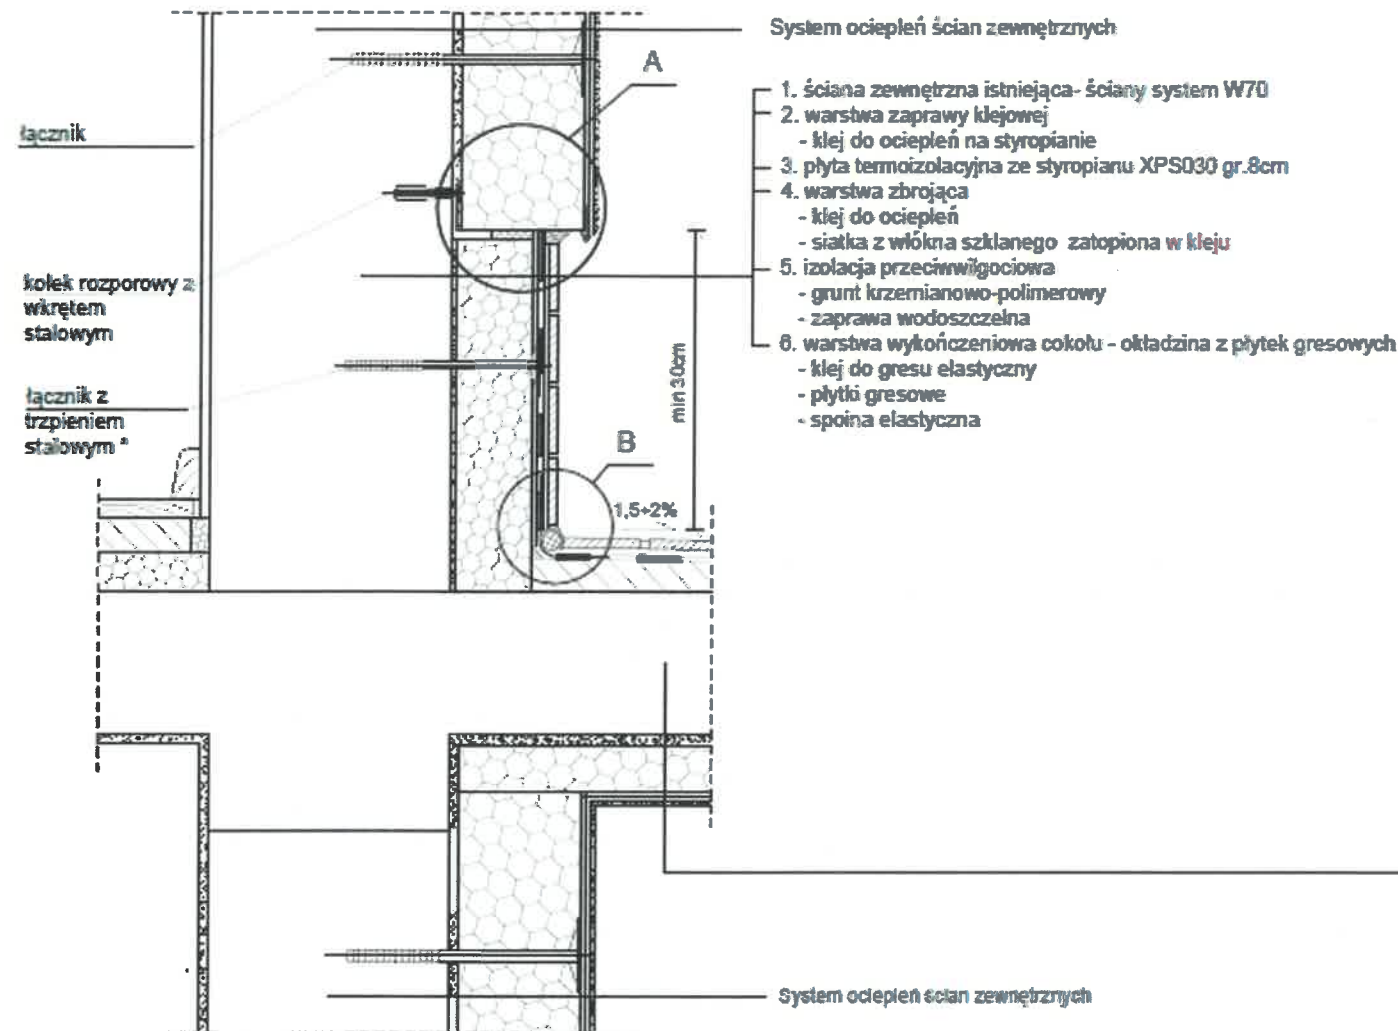 System ociepleń ścian zewnętrznych
A
1. ściana zewnętrzna istniejąca- ściany system W70
2. warstwa zaprawy klejowej
- klej do ociepleń na styropianie
3. płyta termoizolacyjna ze styropianu XPS030 gr.8cm
4. warstwa zbrojąca
- klej do ociepleń
- siatka z włókna szklanego zatopiona w kleju
5. izolacja przeciwwilgociowa
- grunt krzemianowo-polimerowy
- zaprawa wodoszczelna
6. warstwa wykończeniowa cokołu - okładzina z płytek gresowych
- klej do gresu elastyczny
- płytki gresowe
- spoina elastyczna
łącznik
kołek rozporowy z
wkrętem
stalowym
łącznik z
trzpieniem
stalowym *
min 30cm
B
1,5÷2%
System ociepleń ścian zewnętrznych